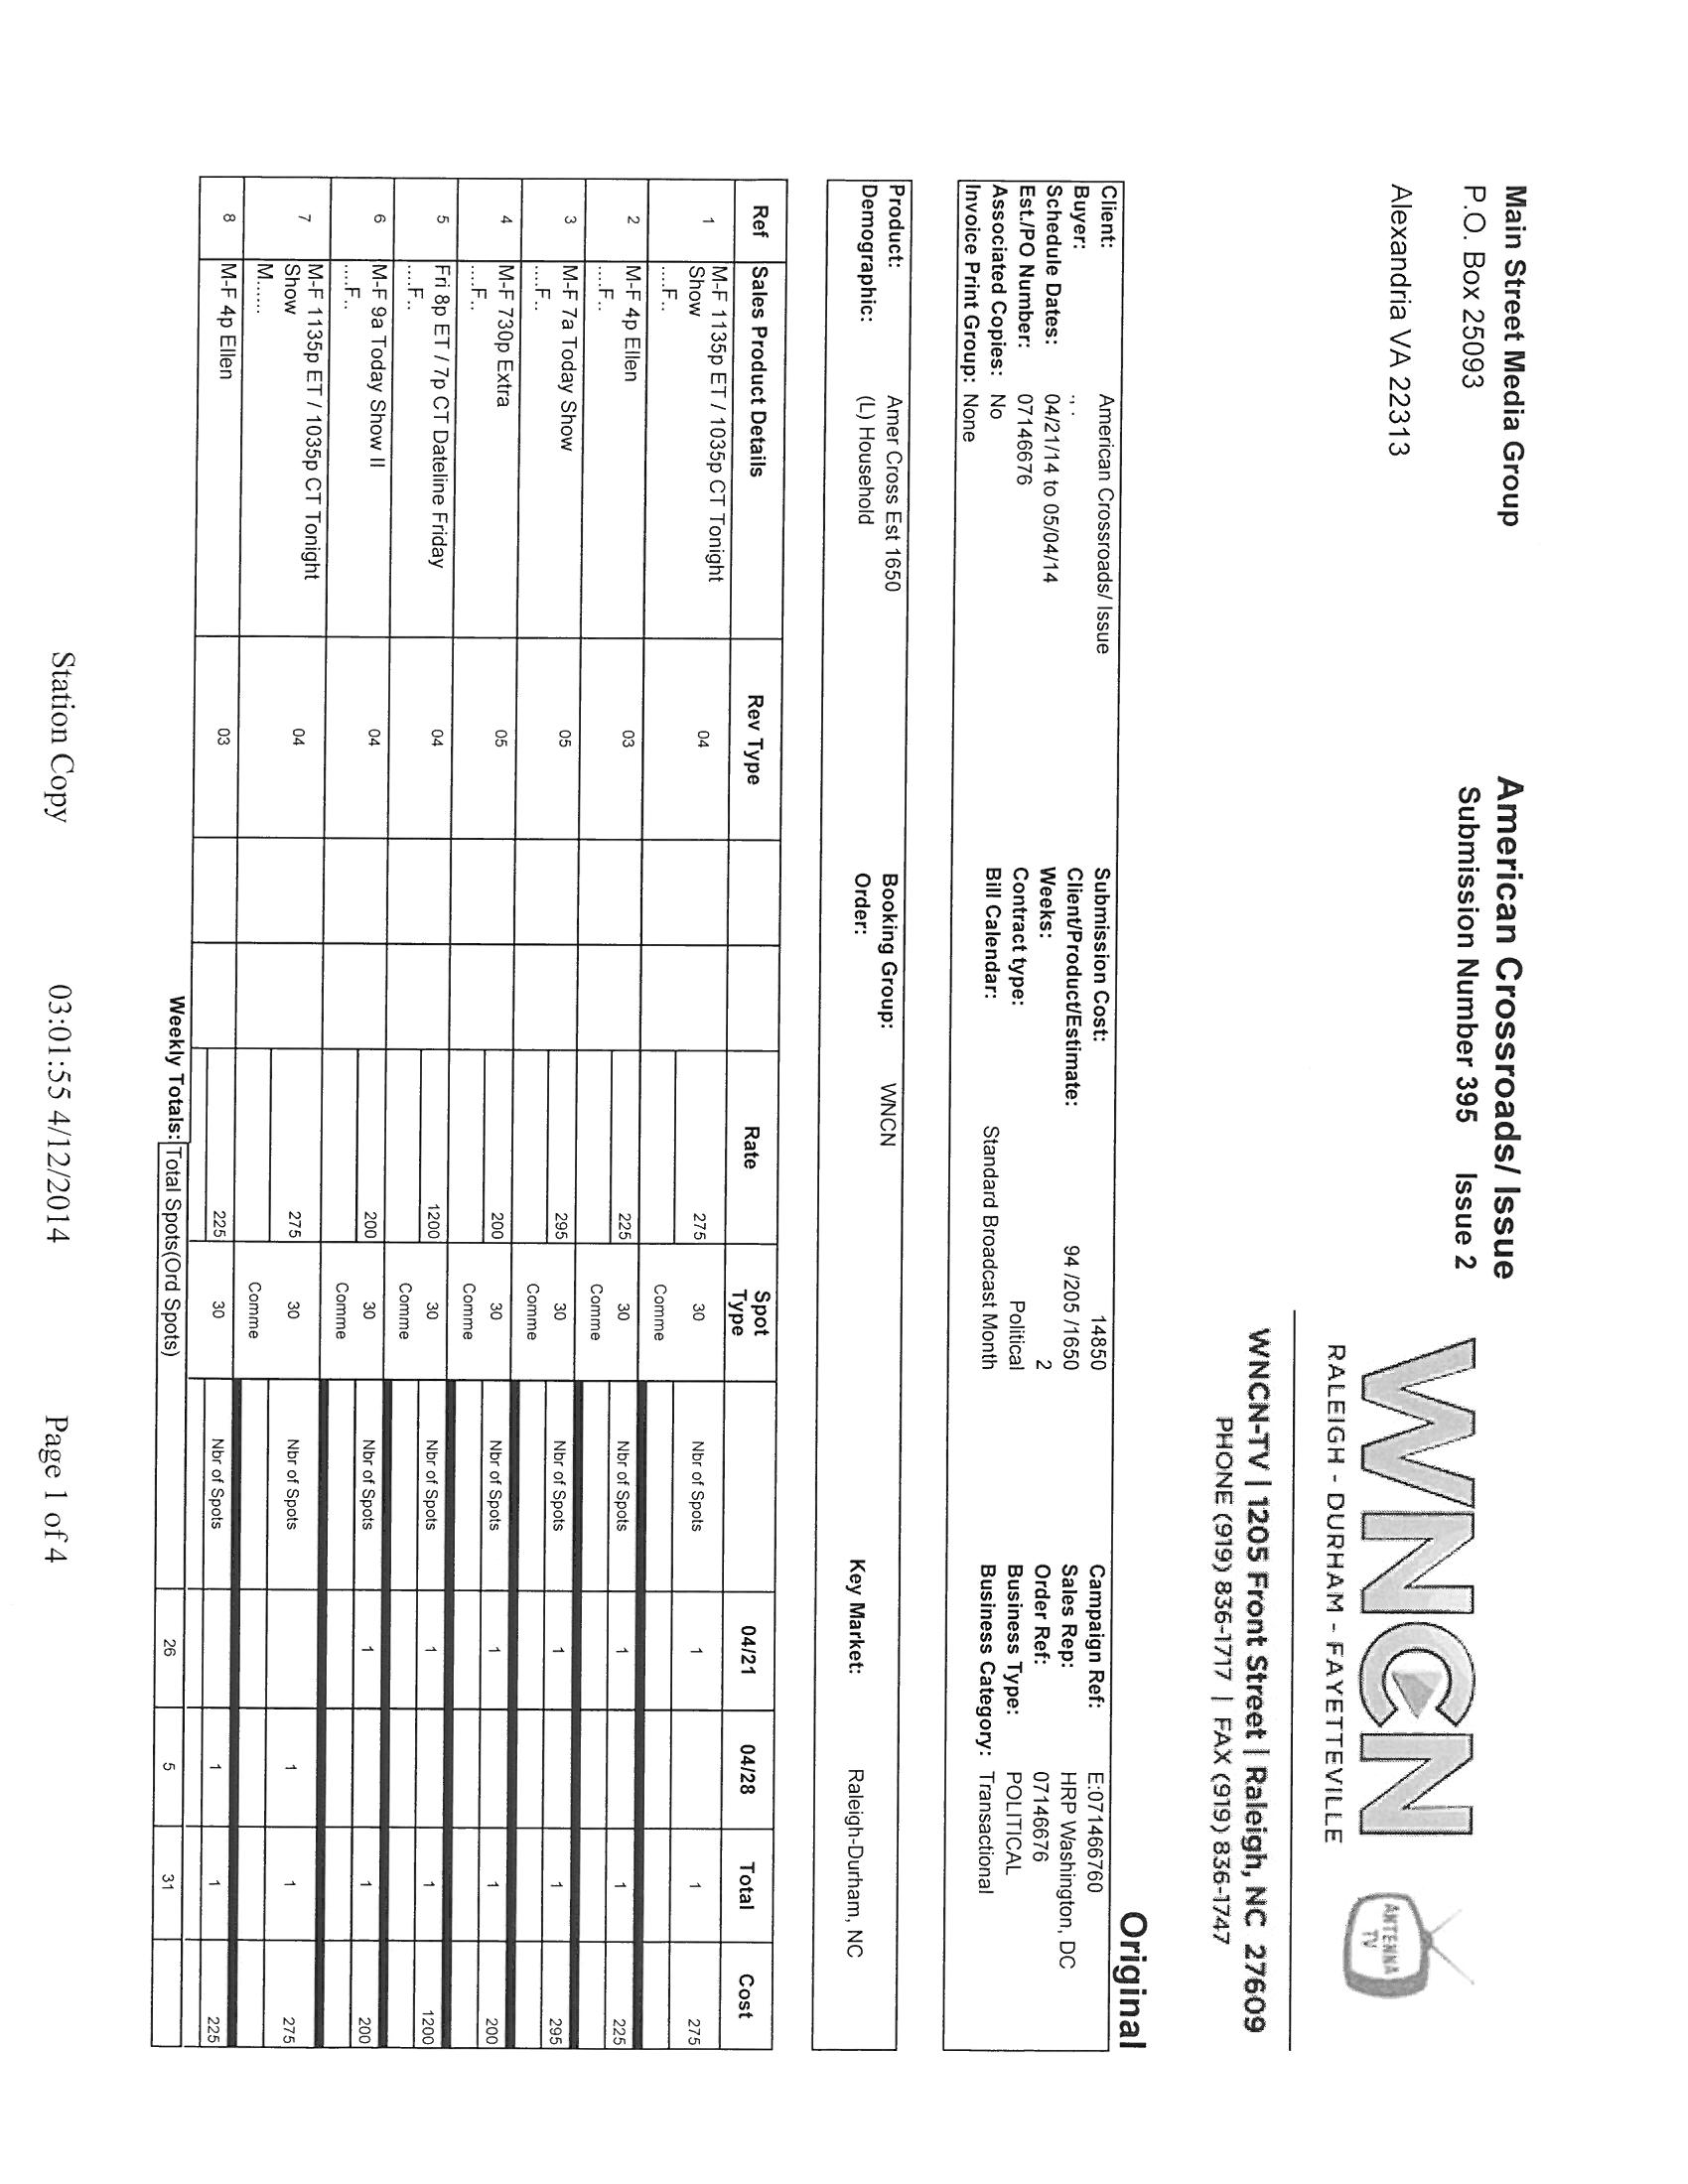 Main Street Media Group
P.O. Box 25093
Alexandria VA 22313
American Crossroads/ Issue
Submission Number 395 Issue 2
WNCN
RALEIGH - DURHAM - FAYETTEVILLE
ANTENNA
TV
WNCN-TV | 1205 Front Street | Raleigh, NC 27609
PHONE (919) 836-1717 | FAX (919) 836-1747
Original
Client: American Crossroads/ Issue Submission Cost: 14850 Campaign Ref: E:071466760
Buyer: ., . Client/Product/Estimate: 94 /205 /1650 Sales Rep: HRP Washington, DC
Schedule Dates: 04/21/14 to 05/04/14 Weeks: 2 Order Ref: 07146676
Est./PO Number: 07146676 Contract type: Political Business Type: POLITICAL
Associated Copies: No Bill Calendar: Standard Broadcast Month Business Category: Transactional
Invoice Print Group: None
Product: Amer Cross Est 1650 Booking Group: WNCN Key Market: Raleigh-Durham, NC
Demographic: (L) Household Order:
Ref Sales Product Details Rev Type Rate Spot Type 04/21 04/28 Total Cost
1 M-F 1135p ET / 1035p CT Tonight 04 275 30 Nbr of Spots 1 1 275
Show
....F.. Comme
2 M-F 4p Ellen 03 225 30 Nbr of Spots 1 1 225
....F.. Comme
3 M-F 7a Today Show 05 295 30 Nbr of Spots 1 1 295
....F.. Comme
4 M-F 730p Extra 05 200 30 Nbr of Spots 1 1 200
....F.. Comme
5 Fri 8p ET / 7p CT Dateline Friday 04 1200 30 Nbr of Spots 1 1 1200
....F.. Comme
6 M-F 9a Today Show II 04 200 30 Nbr of Spots 1 1 200
....F.. Comme
7 M-F 1135p ET / 1035p CT Tonight 04 275 30 Nbr of Spots 1 1 275
Show
M...... Comme
8 M-F 4p Ellen 03 225 30 Nbr of Spots 1 1 225
Weekly Totals: Total Spots(Ord Spots) 26 5 31
Station Copy 03:01:55 4/12/2014 Page 1 of 4